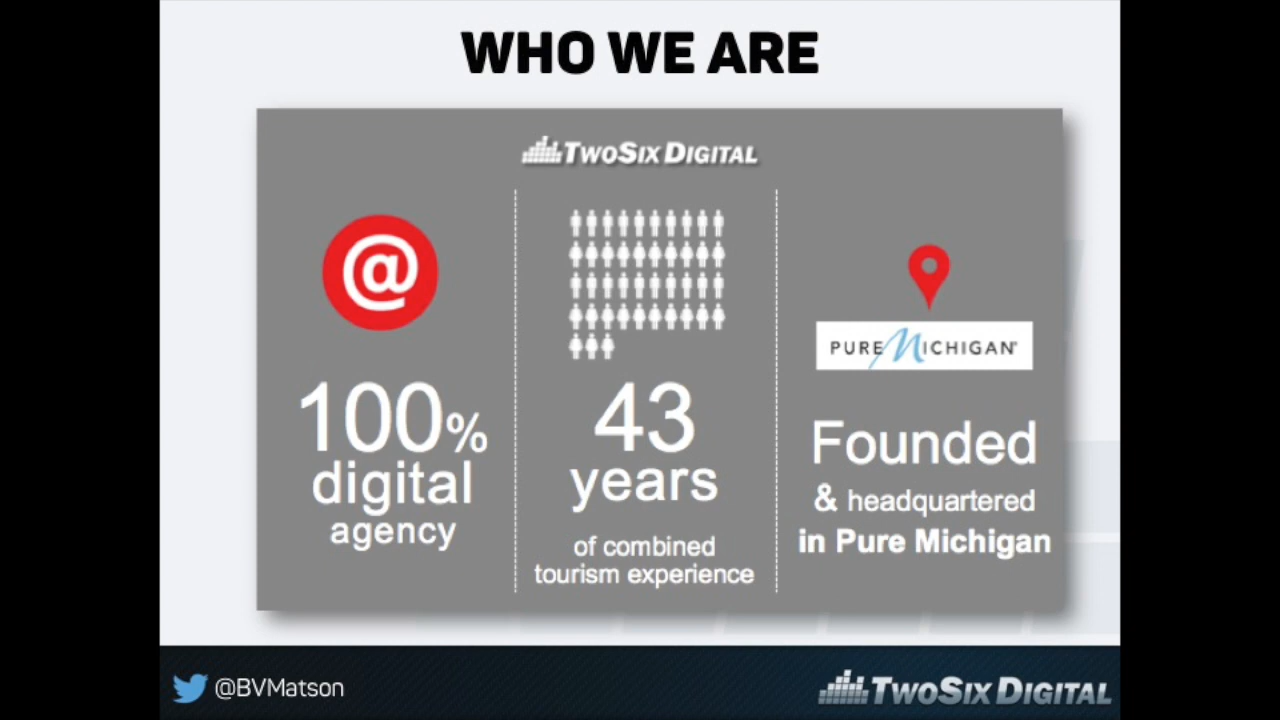 WHO WE ARE
TWOSIX DIGITAL
@
100%
digital
agency
43
years
of combined
tourism experience
PURE MICHIGAN®
Founded
& headquartered
in Pure Michigan
@BVMatson
TWOSIX DIGITAL